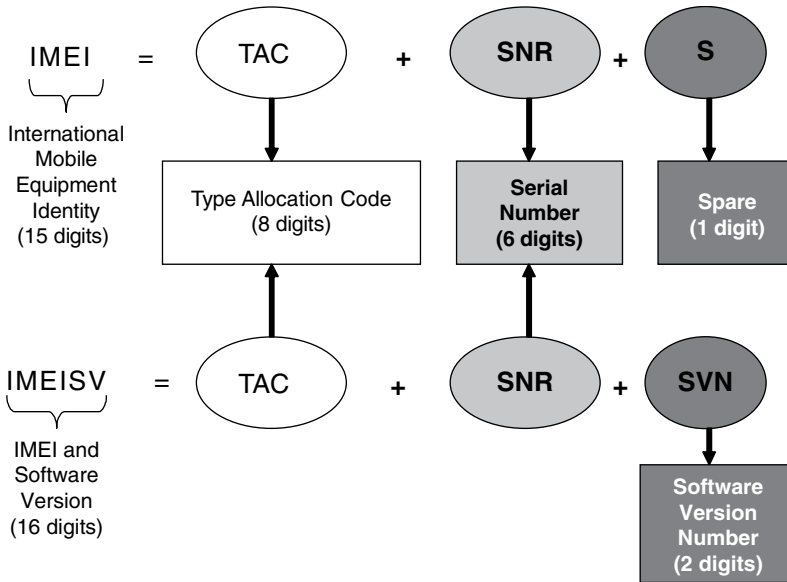 IMEI = TAC + SNR + S
International
Mobile
Equipment
Identity
(15 digits)
Type Allocation Code
(8 digits)
Serial
Number
(6 digits)
Spare
(1 digit)
IMEISV = TAC + SNR + SVN
IMEI and
Software
Version
(16 digits)
Software
Version
Number
(2 digits)